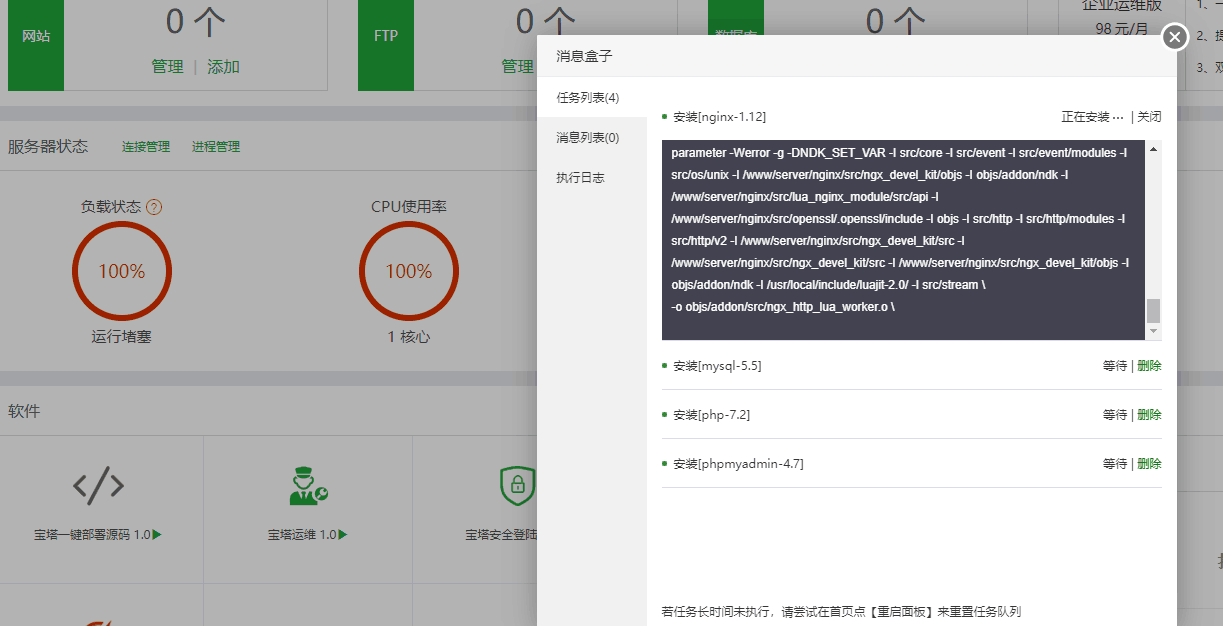 网站
0 个
管理 | 添加
FTP
0 个
管理
数据库
0 个
企业运维版
98 元/月
1、一
2、提
3、双
服务器状态
连接管理
进程管理
负载状态 ?
100%
运行堵塞
CPU使用率
100%
1 核心
软件
宝塔一键部署源码 1.0
宝塔运维 1.0
宝塔安全登陆
消息盒子
任务列表(4)
消息列表(0)
执行日志
安装[nginx-1.12]
正在安装 ··· | 关闭
parameter -Werror -g -DNDK_SET_VAR -I src/core -I src/event -I src/event/modules -I
src/os/unix -I /www/server/nginx/src/ngx_devel_kit/objs -I objs/addon/ndk -I
/www/server/nginx/src/lua_nginx_module/src/api -I
/www/server/nginx/src/openssl/.openssl/include -I objs -I src/http -I src/http/modules -I
src/http/v2 -I /www/server/nginx/src/ngx_devel_kit/src -I
/www/server/nginx/src/ngx_devel_kit/src -I /www/server/nginx/src/ngx_devel_kit/objs -I
objs/addon/ndk -I /usr/local/include/luajit-2.0/ -I src/stream \
-o objs/addon/src/ngx_http_lua_worker.o \
安装[mysql-5.5]
等待 | 删除
安装[php-7.2]
等待 | 删除
安装[phpmyadmin-4.7]
等待 | 删除
若任务长时间未执行，请尝试在首页点【重启面板】来重置任务队列